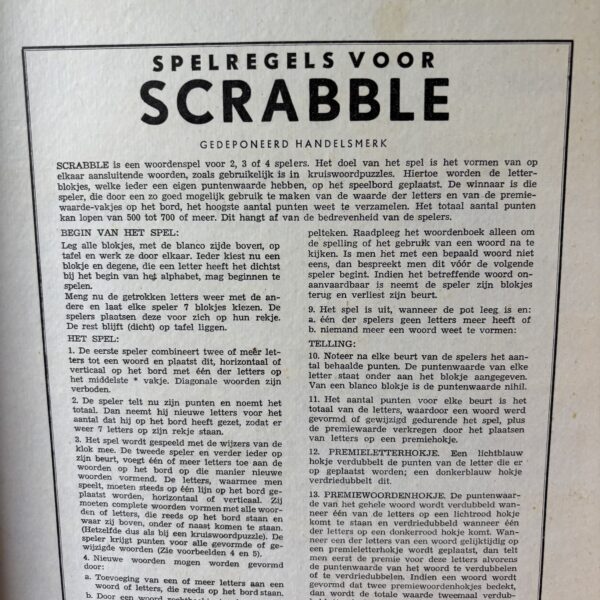 SPELREGELS VOOR
SCRABBLE
GEDEPONEERD HANDELSMERK
SCRABBLE is een woordenspel voor 2, 3 of 4 spelers. Het doel van het spel is het vormen van op
elkaar aansluitende woorden, zoals gebruikelijk is in kruiswoordpuzzles. Hiertoe worden de letter-
blokjes, welke ieder een eigen puntenwaarde hebben, op het speelbord geplaatst. De winnaar is die
speler, die door een zo goed mogelijk gebruik te maken van de waarde der letters en van de premie-
waarde-vakjes op het bord, het hoogste aantal punten weet te verzamelen. Het totaal aantal punten
kan lopen van 500 tot 700 of meer. Dit hangt af van de bedrevenheid van de spelers.
BEGIN VAN HET SPEL:
Leg alle blokjes, met de blanco zijde boven, op
tafel en werk ze door elkaar. Ieder kiest nu een
blokje en degene, die een letter heeft het dichtst
bij het begin van het alphabet, mag beginnen te
spelen.
Meng nu de getrokken letters weer met de an-
dere en laat elke speler 7 blokjes kiezen. De
spelers plaatsen deze voor zich op hun rekje.
De rest blijft (dicht) op tafel liggen.
HET SPEL:
1. De eerste speler combineert twee of meer let-
ters tot een woord en plaatst dit, horizontaal of
verticaal op het bord met één der letters op
het middelste * vakje. Diagonale woorden zijn
verboden.
2. De speler telt nu zijn punten en noemt het
totaal. Dan neemt hij nieuwe letters voor het
aantal dat hij op het bord heeft gezet, zodat er
weer 7 letters op zijn rekje staan.
3. Het spel wordt gespeeld met de wijzers van de
klok mee. De tweede speler en verder ieder op
zijn beurt, voegt één of meer letters toe aan de
woorden op het bord op die manier nieuwe
woorden vormend. De letters, waarmee men
speelt, moeten steeds op één lijn op het bord ge-
plaatst worden, horizontaal of verticaal. Zij
moeten complete woorden vormen met alle woor-
den of letters, die reeds op het bord staan en
waar zij boven, onder of naast komen te staan.
(Hetzelfde dus als bij een kruiswoordpuzzle). De
speler krijgt punten voor alle gevormde of ge-
wijzigde woorden (Zie voorbeelden 4 en 5).
4. Nieuwe woorden mogen worden gevormd
door:
a. Toevoeging van een of meer letters aan een
woord of letters, die reeds op het bord staan.
b. Door een
pelteken. Raadpleeg het woordenboek alleen om
de spelling of het gebruik van een woord na te
kijken. Is men het met een bepaald woord niet
eens, dan bespreekt men dit vóór de volgende
speler begint. Indien het betreffende woord on-
aanvaardbaar is neemt de speler zijn blokjes
terug en verliest zijn beurt.
9. Het spel is uit, wanneer de pot leeg is en:
a. één der spelers geen letters meer heeft of
b. niemand meer een woord weet te vormen:
TELLING:
10. Noteer na elke beurt van de spelers het aan-
tal behaalde punten. De puntenwaarde van elke
letter staat onder aan het blokje aangegeven.
Van een blanco blokje is de puntenwaarde nihil.
11. Het aantal punten voor elke beurt is het
totaal van de letters, waardoor een woord werd
gevormd of gewijzigd gedurende het spel, plus
de premiewaarde verkregen door het plaatsen
van letters op een premiehokje.
12. PREMIELETTERHOKJE. Een lichtblauw
hokje verdubbelt de punten van de letter die er
op geplaatst worden; een donkerblauw hokje
verdriedubbelt dit.
13. PREMIEWOORDENHOKJE. De puntenwaar-
de van het gehele woord wordt verdubbeld wan-
neer één van de letters op een lichtrood hokje
komt te staan en verdriedubbeld wanneer één
der letters op een donkerrood hokje komt. Wan-
neer een der letters van een woord gelijktijdig op
een premieletterhokje wordt geplaatst, dan telt
men eerst de premie voor deze letters alvorens
de puntenwaarde van het woord te verdubbelen
of te verdriedubbelen. Indien een woord wordt
gevormd dat twee premiewoordenhokjes bedekt,
dan wordt de totale waarde tweemaal verdub-